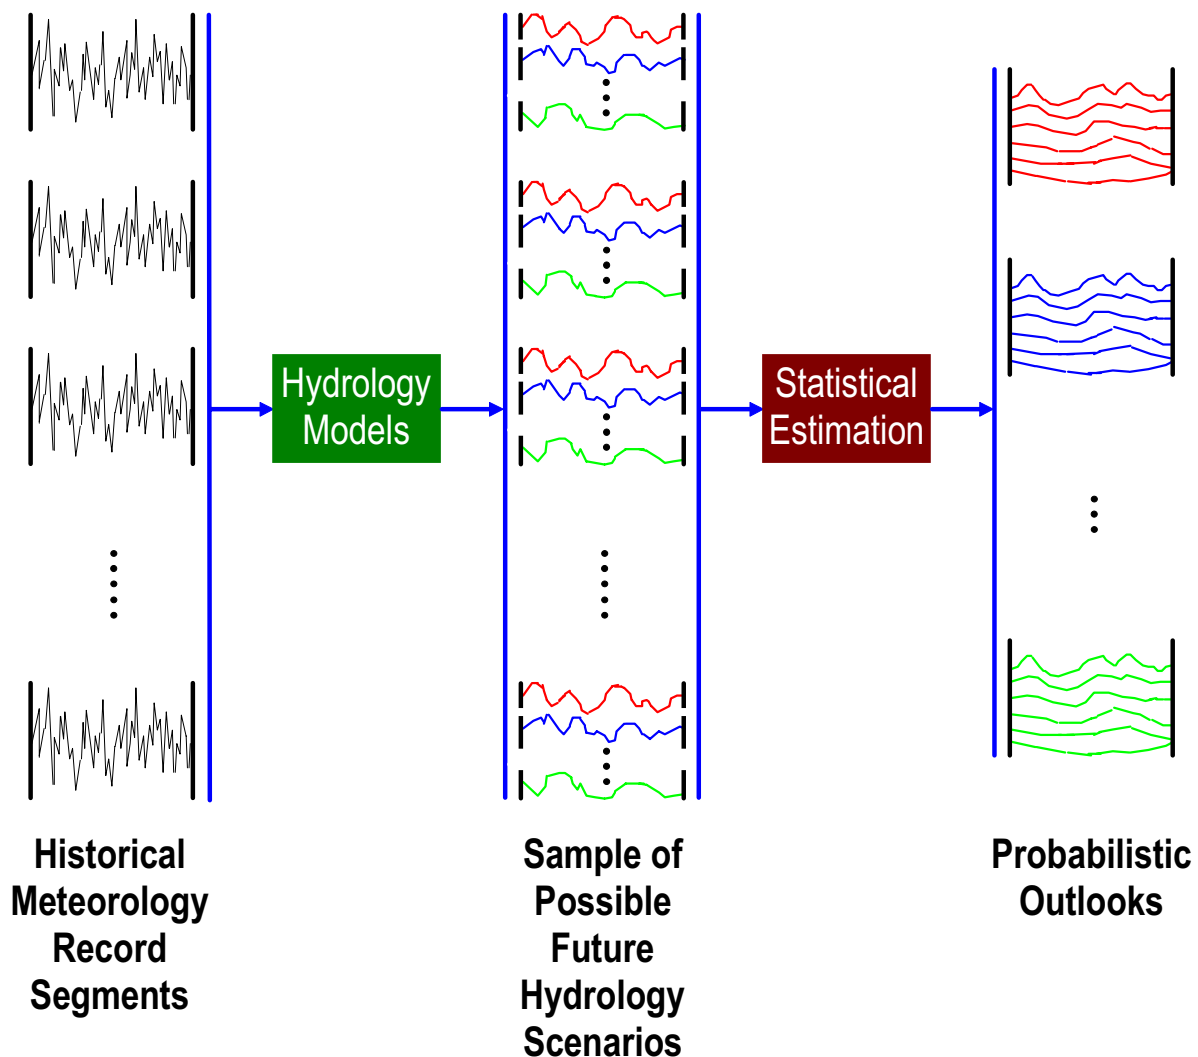 Hydrology
Models
Statistical
Estimation
Historical
Meteorology
Record
Segments
Sample of
Possible
Future
Hydrology
Scenarios
Probabilistic
Outlooks